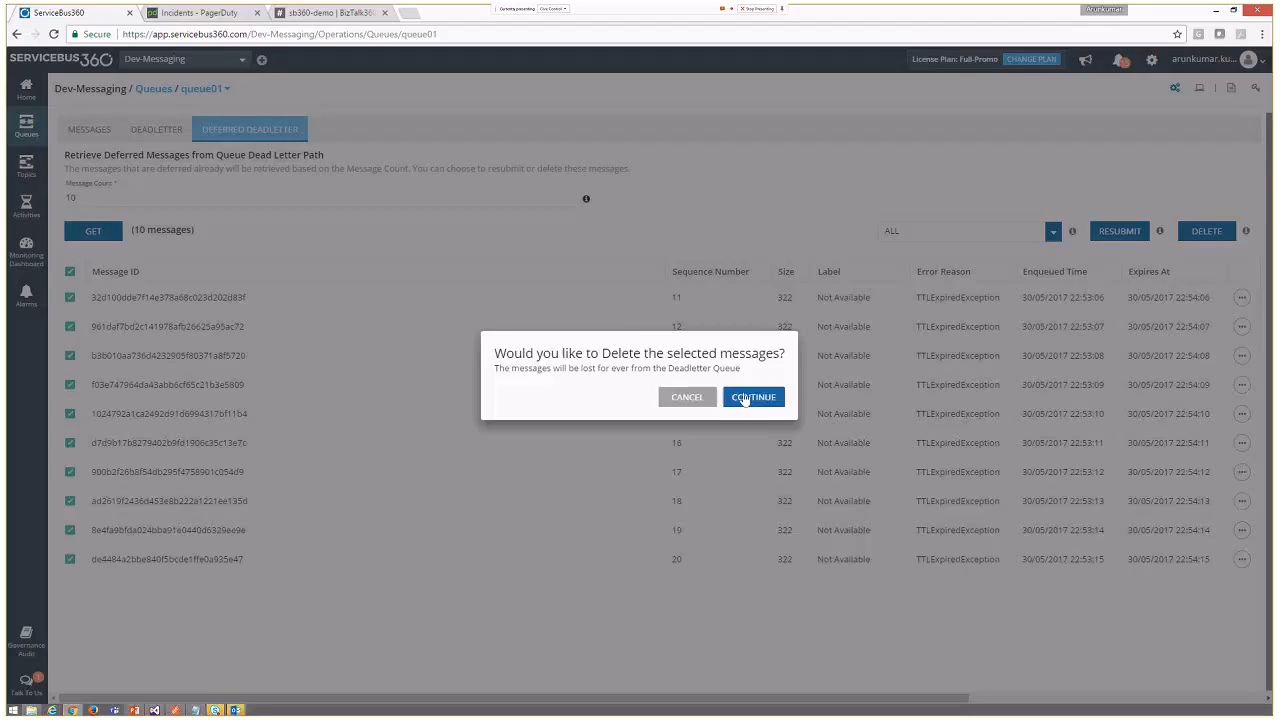 ServiceBus360
Incidents - PagerDuty
sb360-demo | BizTalk360
Currently presenting
Give Control
Stop Presenting
Arunkumar
Secure
https://app.servicebus360.com/Dev-Messaging/Operations/Queues/queue01
SERVICEBUS360
Dev-Messaging
License Plan: Full-Promo
CHANGE PLAN
arunkumar.ku...
Home
Queues
Topics
Activities
Monitoring Dashboard
Alarms
Governance Audit
Talk To Us
1
Dev-Messaging / Queues / queue01
MESSAGES
DEADLETTER
DEFERRED DEADLETTER
Retrieve Deferred Messages from Queue Dead Letter Path
The messages that are deferred already will be retrieved based on the Message Count. You can choose to resubmit or delete these messages.
Message Count *
10
GET
(10 messages)
ALL
RESUBMIT
DELETE
Message ID Sequence Number Size Label Error Reason Enqueued Time Expires At
32d100dde7f14e378a68c023d202d83f 11 322 Not Available TTLExpiredException 30/05/2017 22:53:06 30/05/2017 22:54:06
961daf7bd2c141978afb26625a95ac72 12 322 Not Available TTLExpiredException 30/05/2017 22:53:07 30/05/2017 22:54:07
b3b010aa736d4232905f80371a8f5720 Not Available TTLExpiredException 30/05/2017 22:53:08 30/05/2017 22:54:08
f03e747964da43abb6cf65c21b3e5809 Not Available TTLExpiredException 30/05/2017 22:53:09 30/05/2017 22:54:09
1024792a1ca2492d91d6994317bf11b4 Not Available TTLExpiredException 30/05/2017 22:53:10 30/05/2017 22:54:10
d7d9b17b8279402b9fd1906c35c13e7c 16 322 Not Available TTLExpiredException 30/05/2017 22:53:11 30/05/2017 22:54:11
900b2f26b8f54db295f4758901c054d9 17 322 Not Available TTLExpiredException 30/05/2017 22:53:12 30/05/2017 22:54:12
ad2619f2436d453e8b222a1221ee135d 18 322 Not Available TTLExpiredException 30/05/2017 22:53:13 30/05/2017 22:54:13
8e4fa9bfda024bba91e0440d6329ee9e 19 322 Not Available TTLExpiredException 30/05/2017 22:53:14 30/05/2017 22:54:14
de4484a2bbe840f5bcde1ffe0a935e47 20 322 Not Available TTLExpiredException 30/05/2017 22:53:15 30/05/2017 22:54:15
Would you like to Delete the selected messages?
The messages will be lost for ever from the Deadletter Queue
CANCEL
CONTINUE